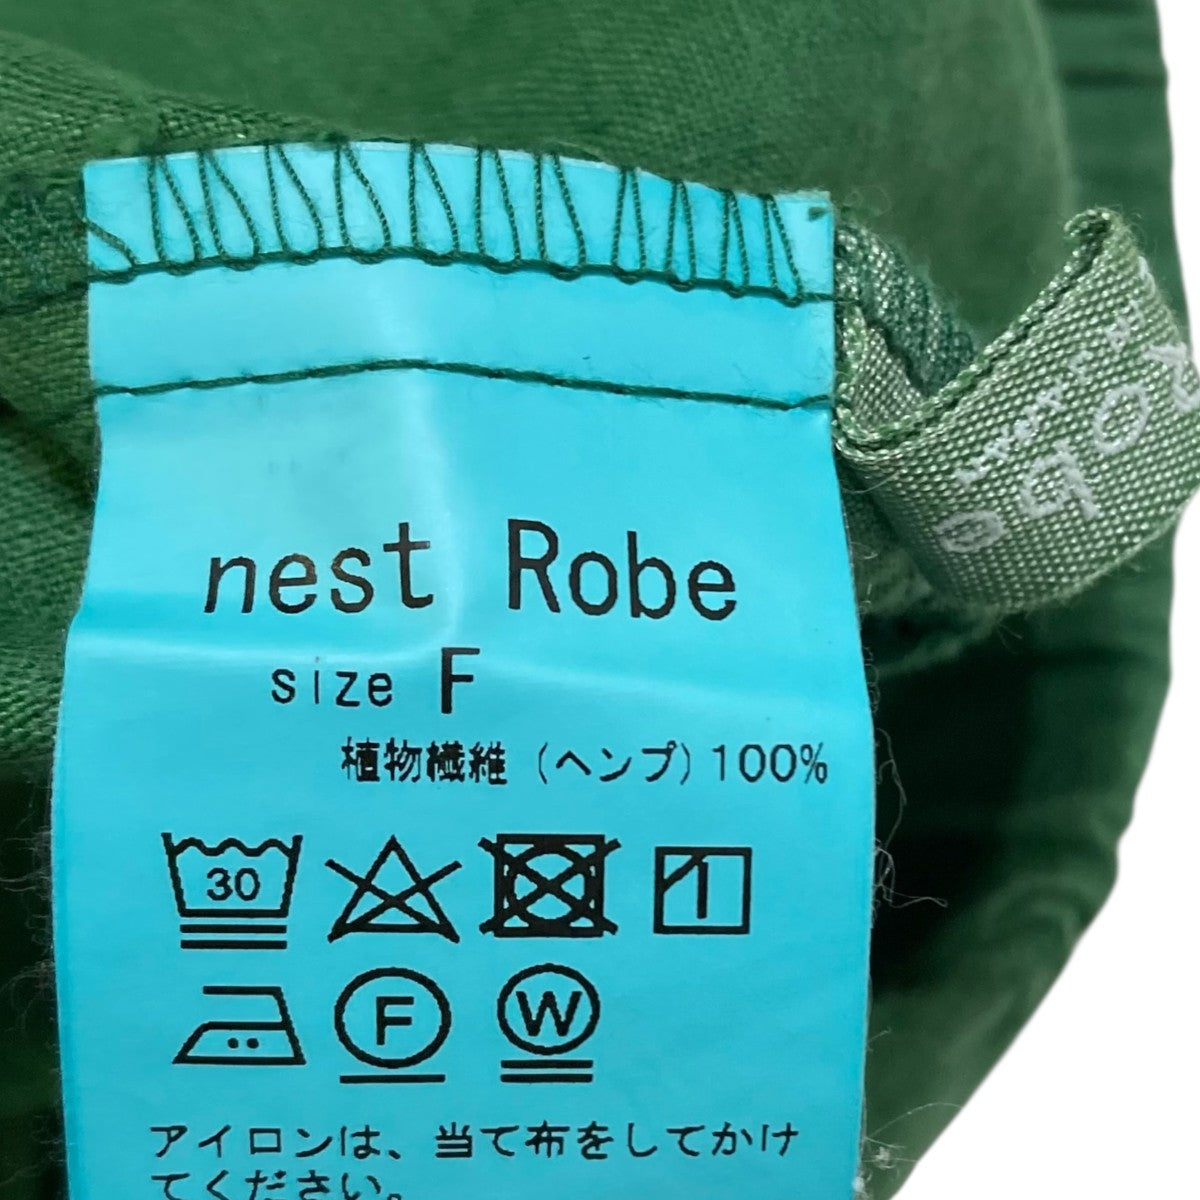 nest Robe
size F
植物繊維 (ヘンプ) 100%
30
F
W
アイロンは、当て布をしてかけ
てください。